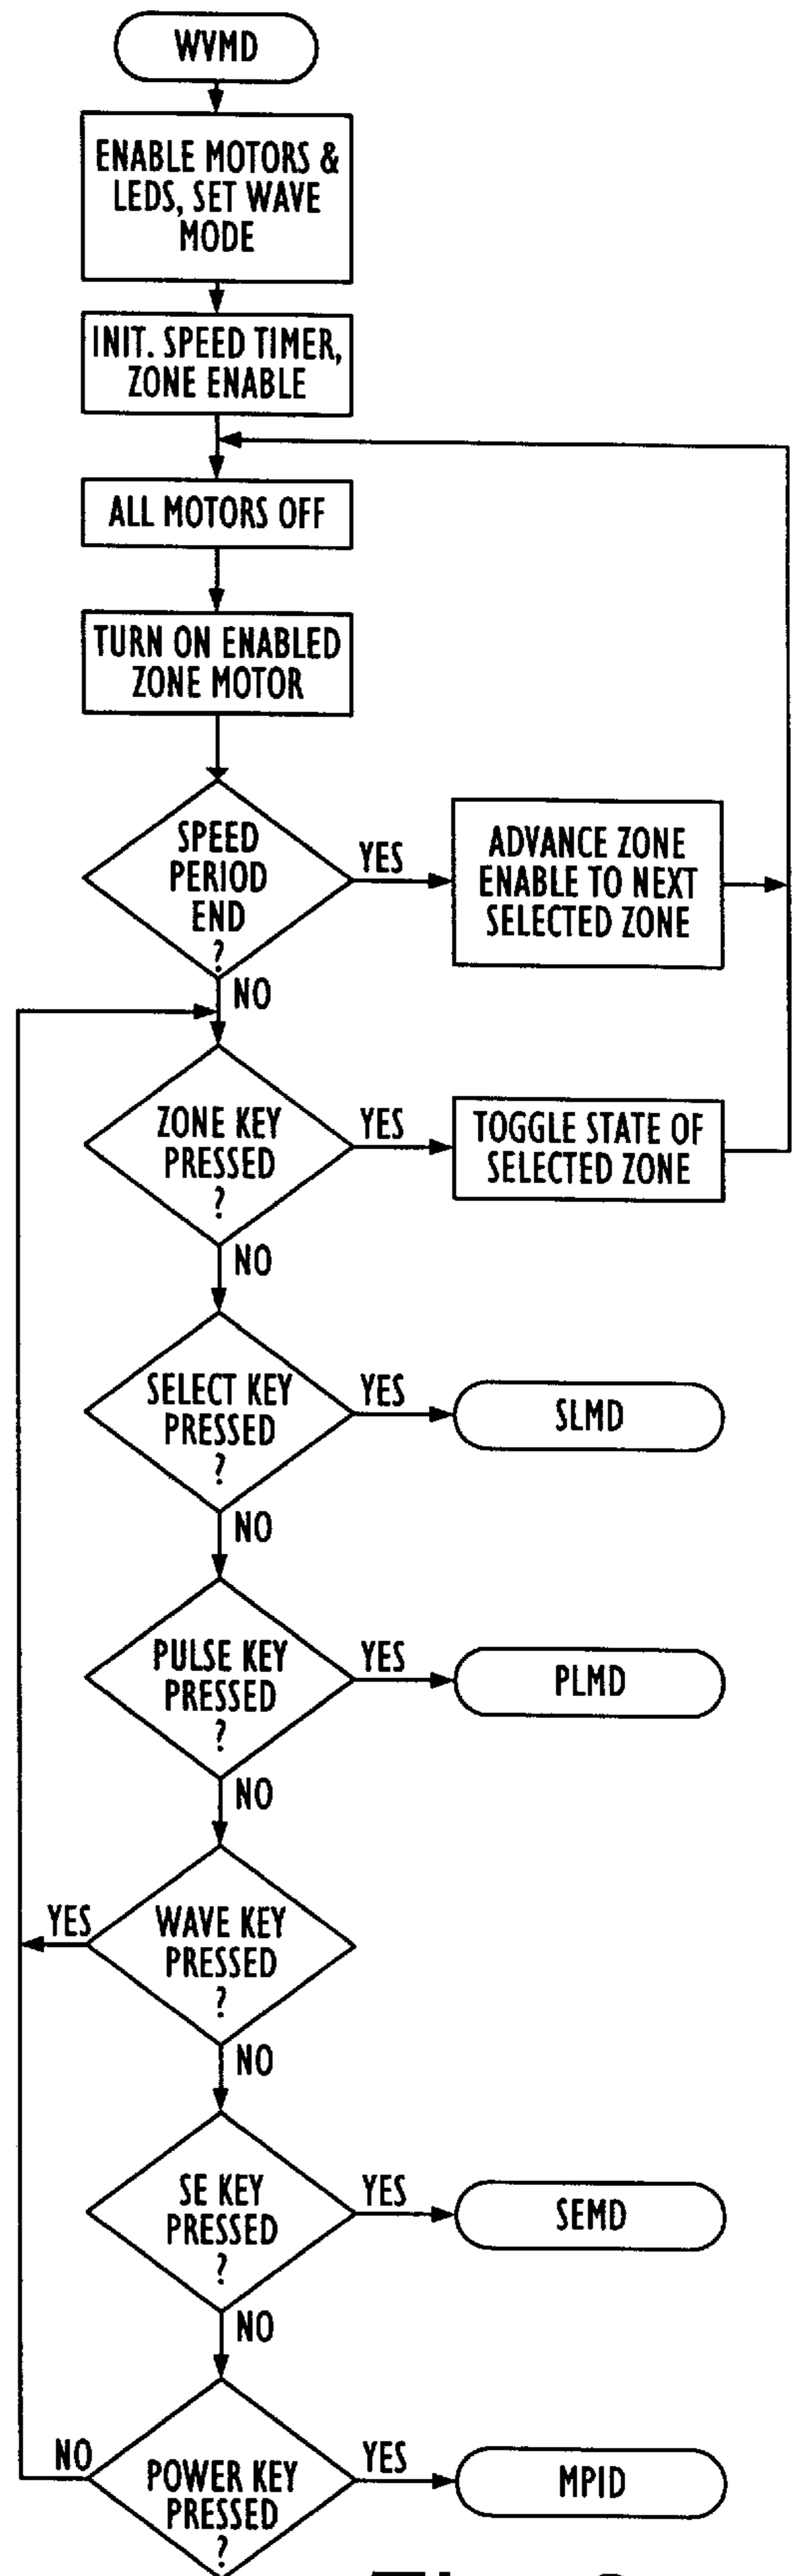 WVMD
ENABLE MOTORS &
LEDS, SET WAVE
MODE
INIT. SPEED TIMER,
ZONE ENABLE
ALL MOTORS OFF
TURN ON ENABLED
ZONE MOTOR
SPEED
PERIOD
END
?
YES
ADVANCE ZONE
ENABLE TO NEXT
SELECTED ZONE
NO
ZONE KEY
PRESSED
?
YES
TOGGLE STATE OF
SELECTED ZONE
NO
SELECT KEY
PRESSED
?
YES
SLMD
NO
PULSE KEY
PRESSED
?
YES
PLMD
NO
YES
WAVE KEY
PRESSED
?
NO
SE KEY
PRESSED
?
YES
SEMD
NO
NO
POWER KEY
PRESSED
?
YES
MPID